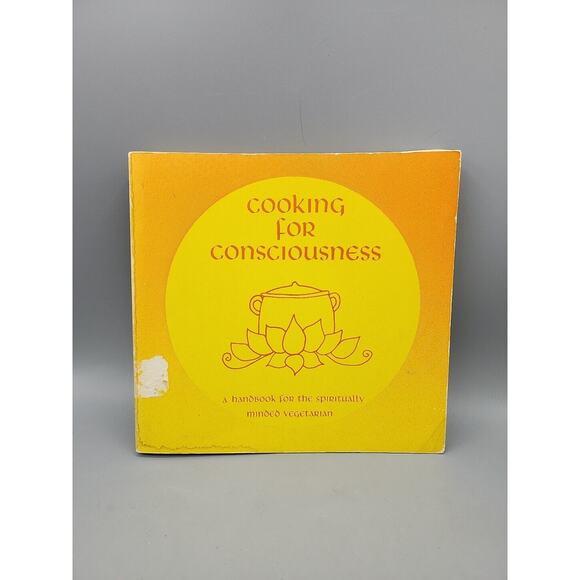 cooking
for
consciousness
a handbook for the spiritually
minded vegetarian